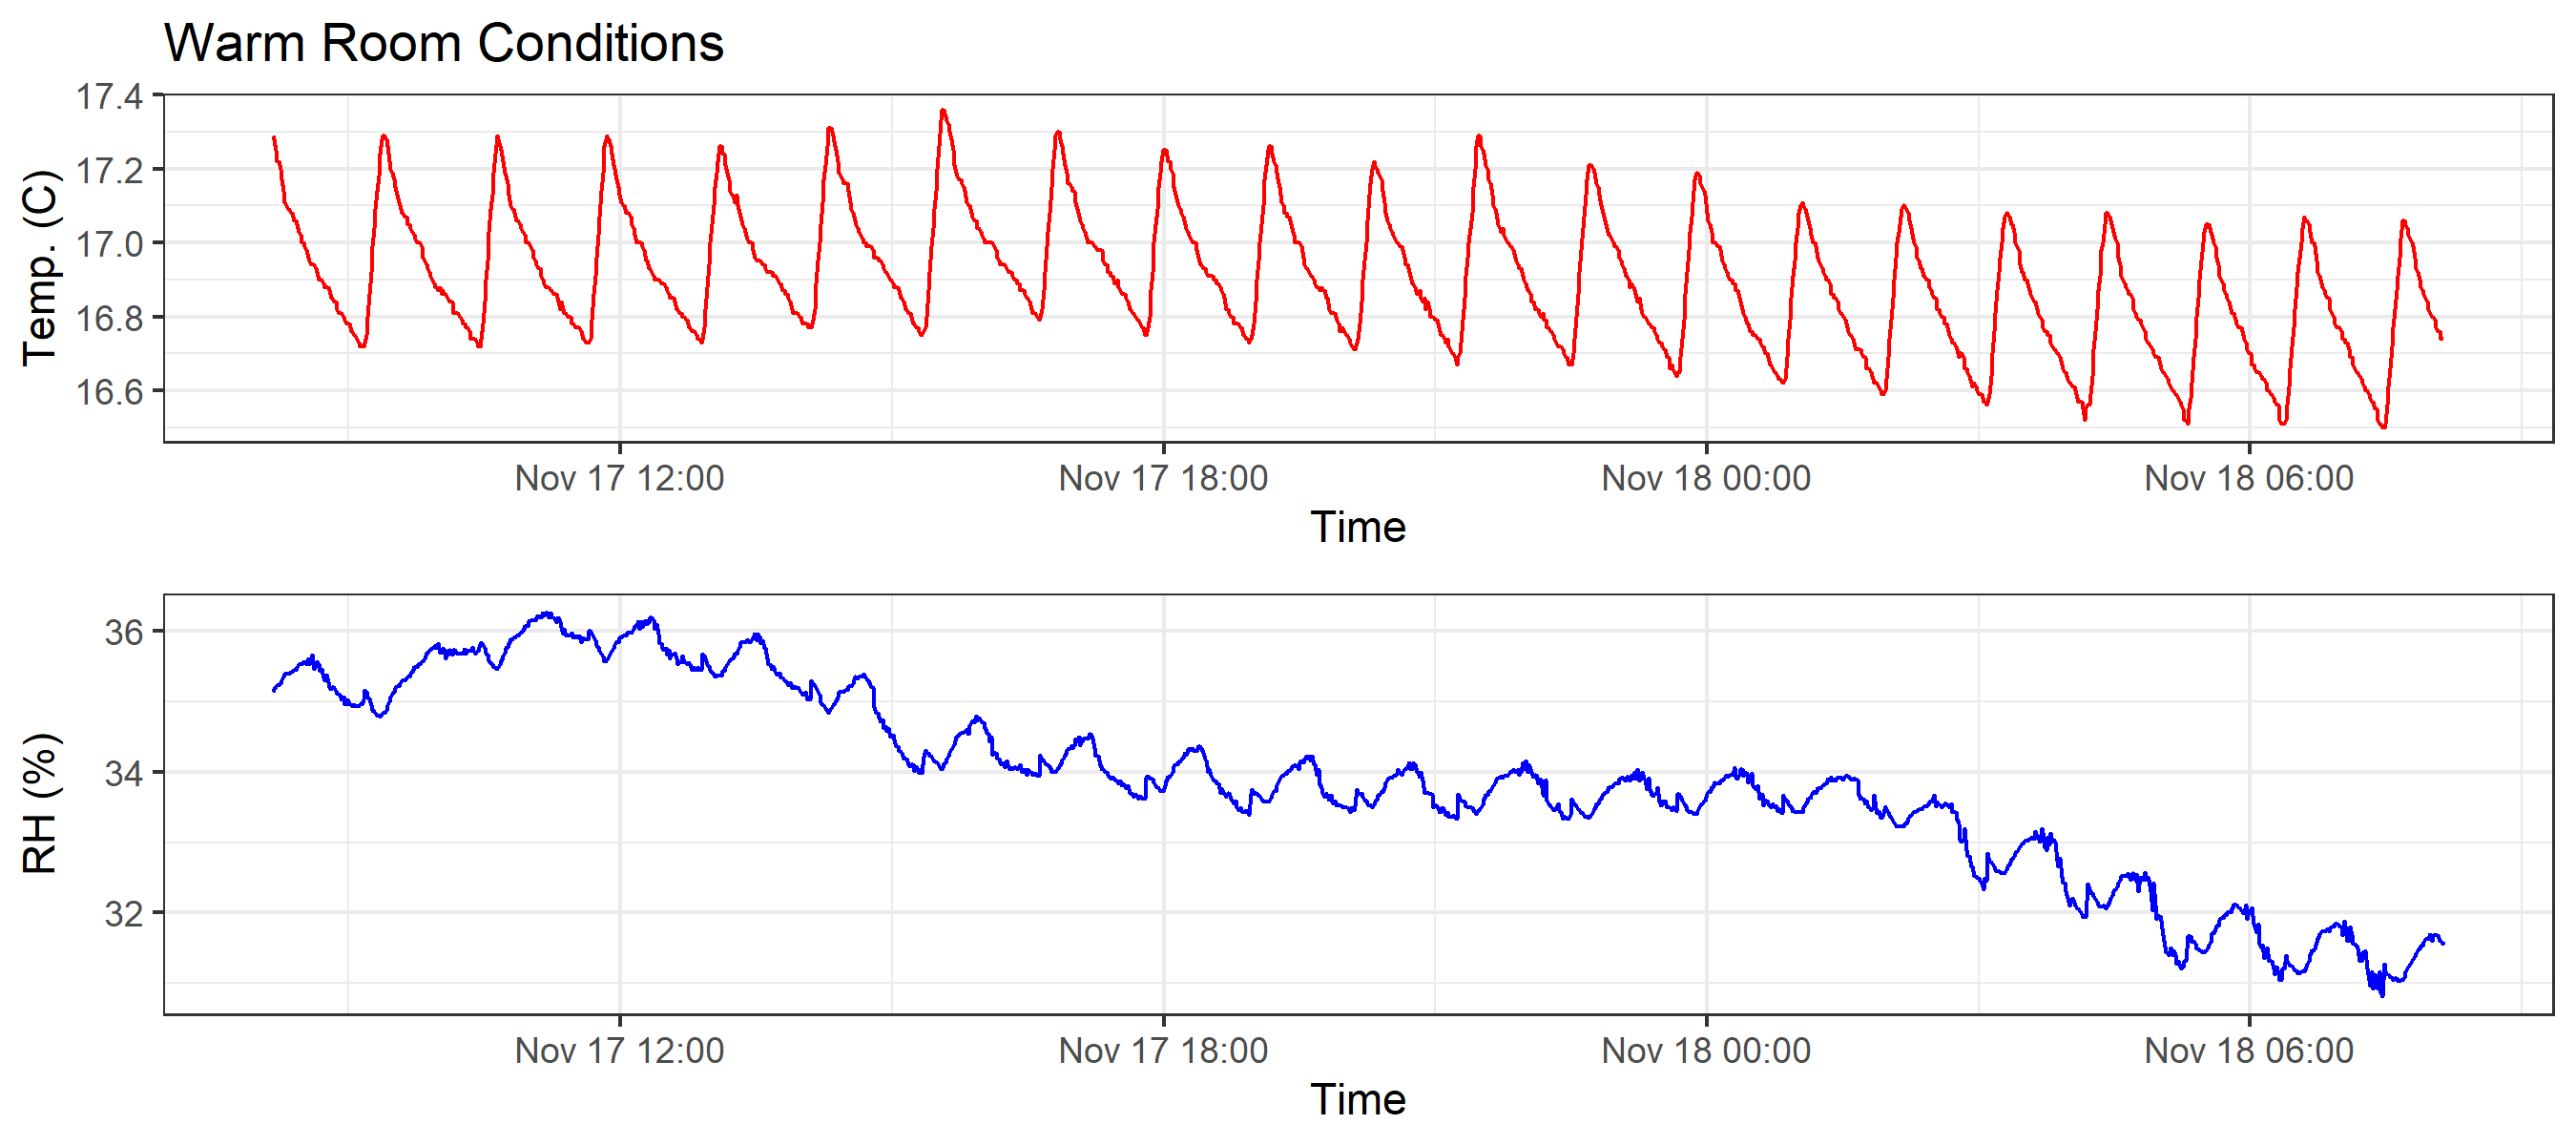 Warm Room Conditions
17.4
17.2
17.0
16.8
16.6
Temp. (C)
Nov 17 12:00 Nov 17 18:00 Nov 18 00:00 Nov 18 06:00
Time
36
34
32
RH (%)
Nov 17 12:00 Nov 17 18:00 Nov 18 00:00 Nov 18 06:00
Time